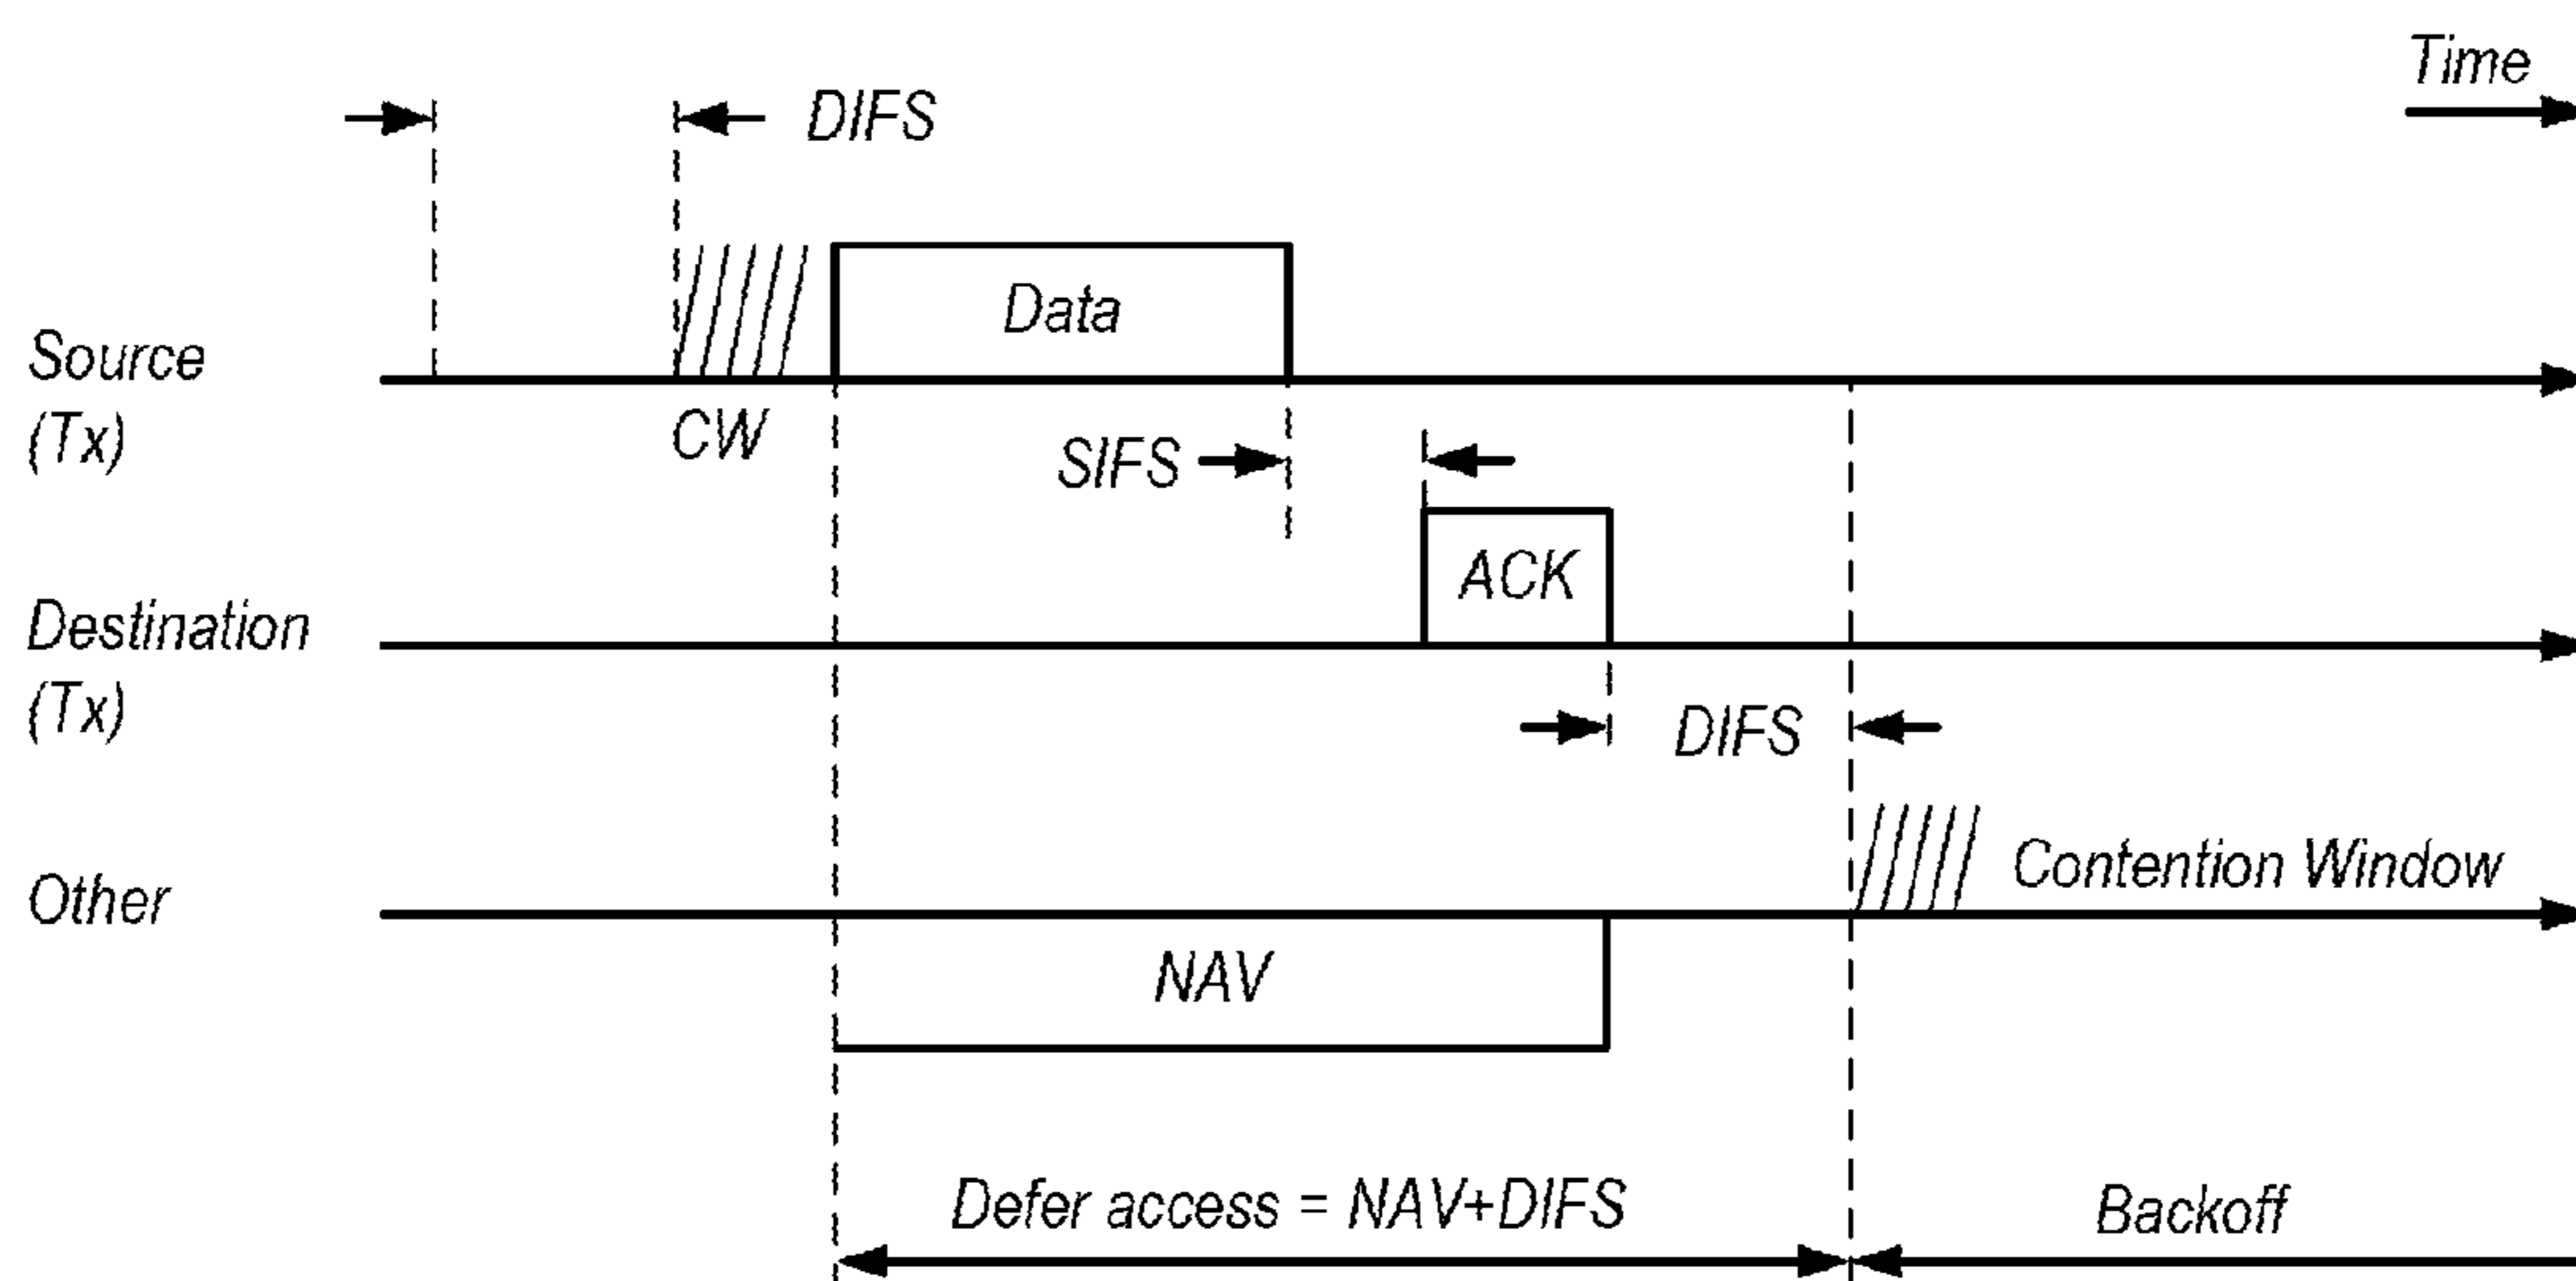 Time
DIFS
Data
Source
(Tx)
CW
SIFS
ACK
Destination
(Tx)
DIFS
Contention Window
Other
NAV
Defer access = NAV+DIFS
Backoff